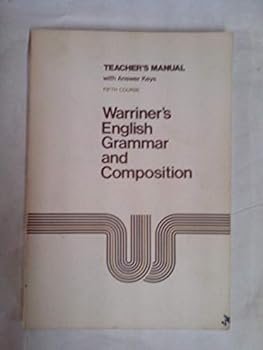 TEACHER'S MANUAL
with Answer Keys
FIFTH COURSE
Warriner's
English
Grammar
and
Composition